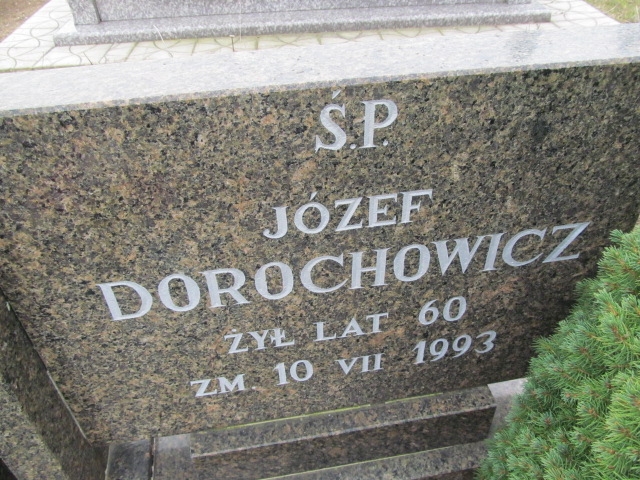 Ś.P.
JÓZEF
DOROCHOWICZ
ŻYŁ LAT 60
ZM. 10 VII 1993